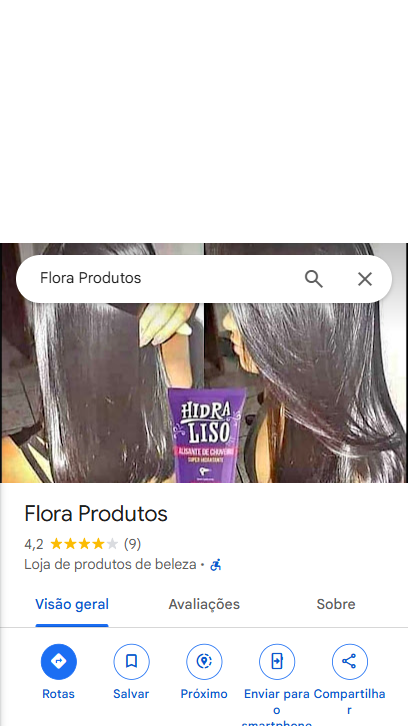 Flora Produtos
HIDRA
LISO
ALISANTE DE CHUVEIRO
SUPER HIDRATANTE
Flora Produtos
4,2 (9)
Loja de produtos de beleza ·
Visão geral Avaliações Sobre
Rotas Salvar Próximo Enviar para o smartphone Compartilhar